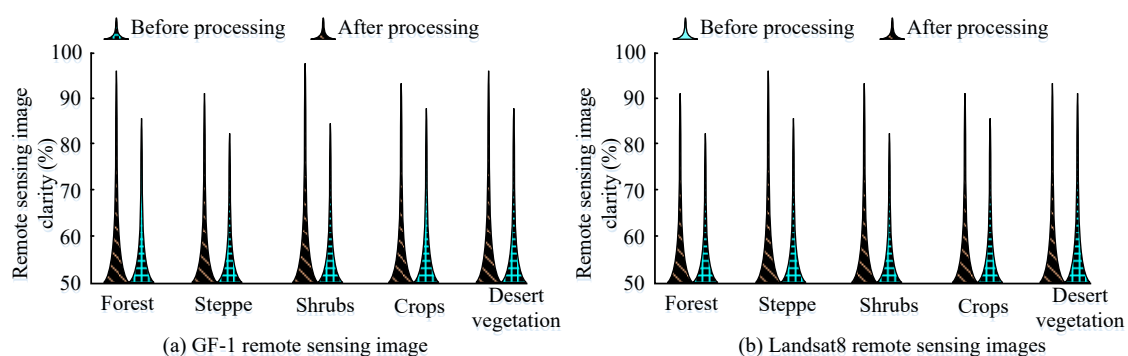 Before processing After processing
Remote sensing image
clarity (%)
100
90
80
70
60
50
Forest Steppe Shrubs Crops Desert
vegetation
(a) GF-1 remote sensing image
Before processing After processing
Remote sensing image
clarity (%)
100
90
80
70
60
50
Forest Steppe Shrubs Crops Desert
vegetation
(b) Landsat8 remote sensing images